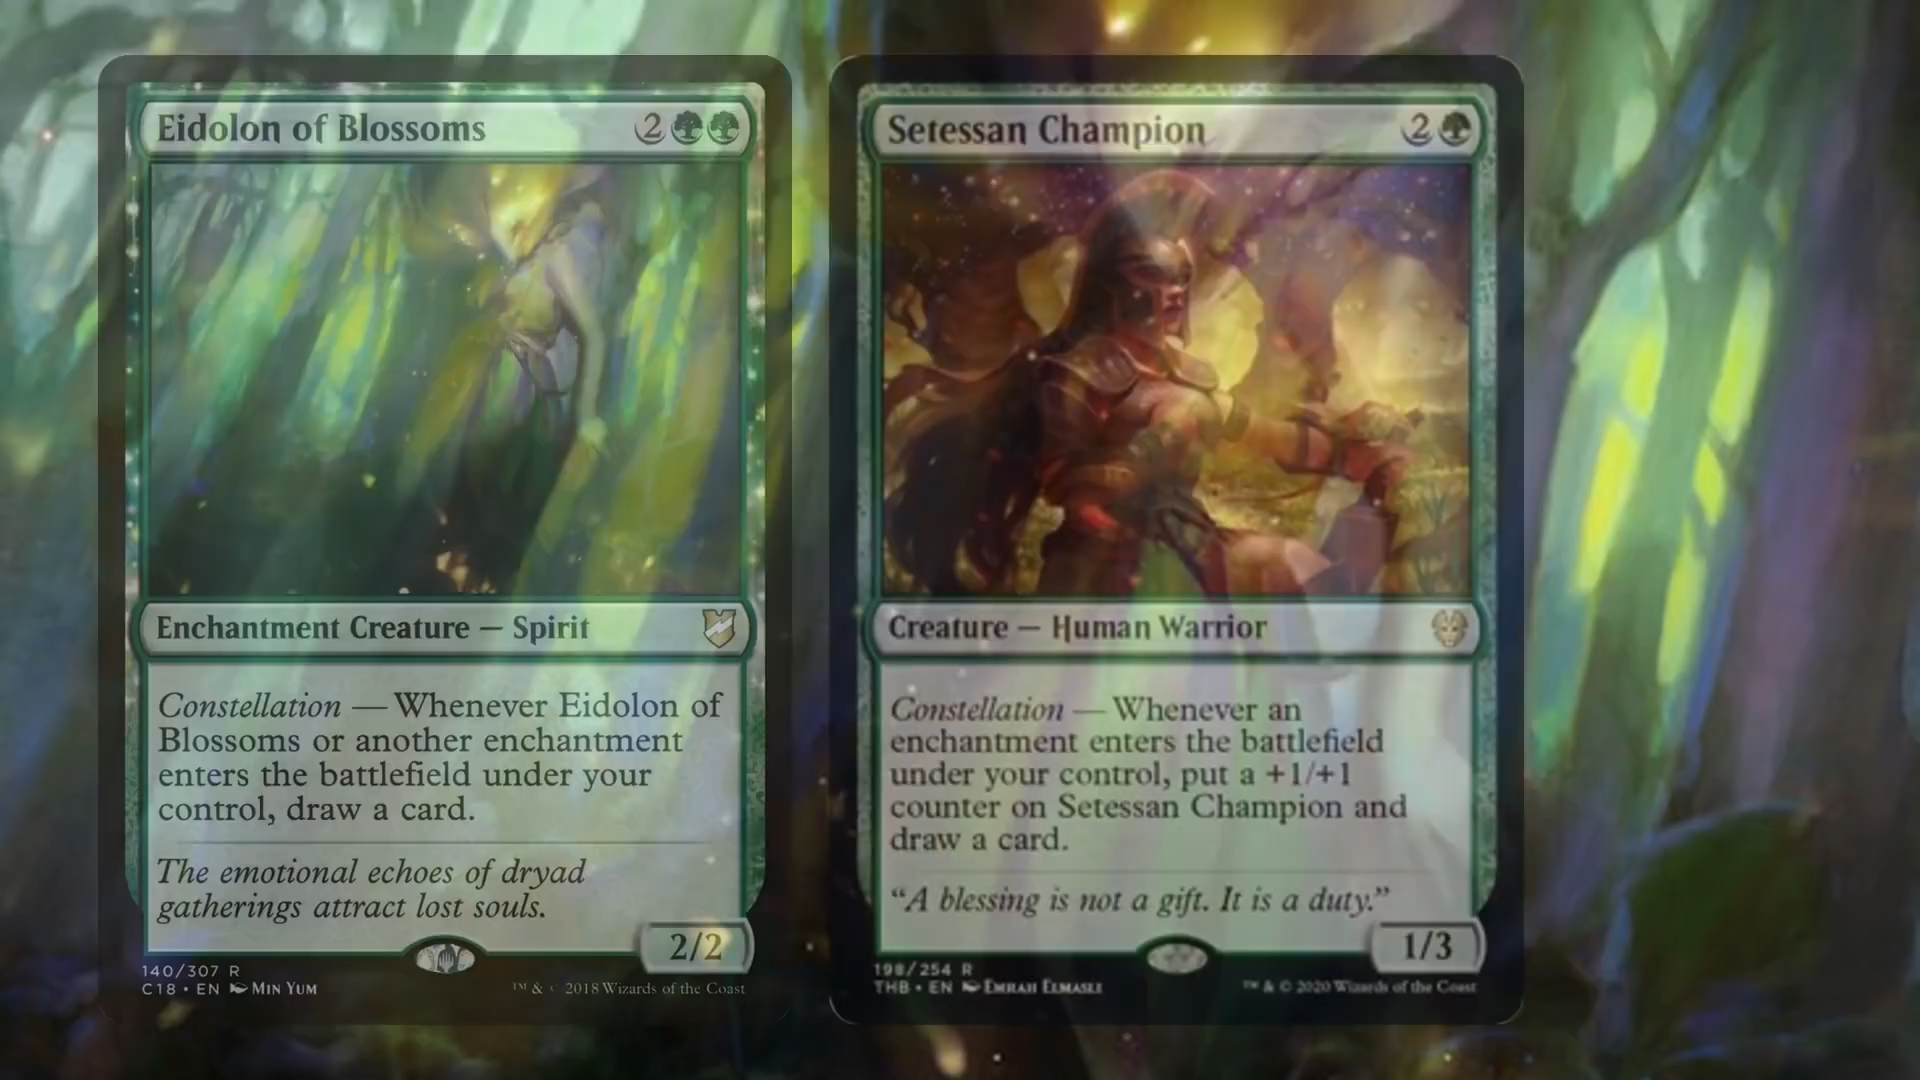 Eidolon of Blossoms 2
Enchantment Creature — Spirit
Constellation — Whenever Eidolon of
Blossoms or another enchantment
enters the battlefield under your
control, draw a card.
The emotional echoes of dryad
gatherings attract lost souls.
2/2
140/307 R
C18 • EN Min Yum
™ & © 2018 Wizards of the Coast
Setessan Champion 2
Creature — Human Warrior
Constellation — Whenever an
enchantment enters the battlefield
under your control, put a +1/+1
counter on Setessan Champion and
draw a card.
“A blessing is not a gift. It is a duty.”
1/3
198/254 R
THB • EN Emrah Elmasli
™ & © 2020 Wizards of the Coast